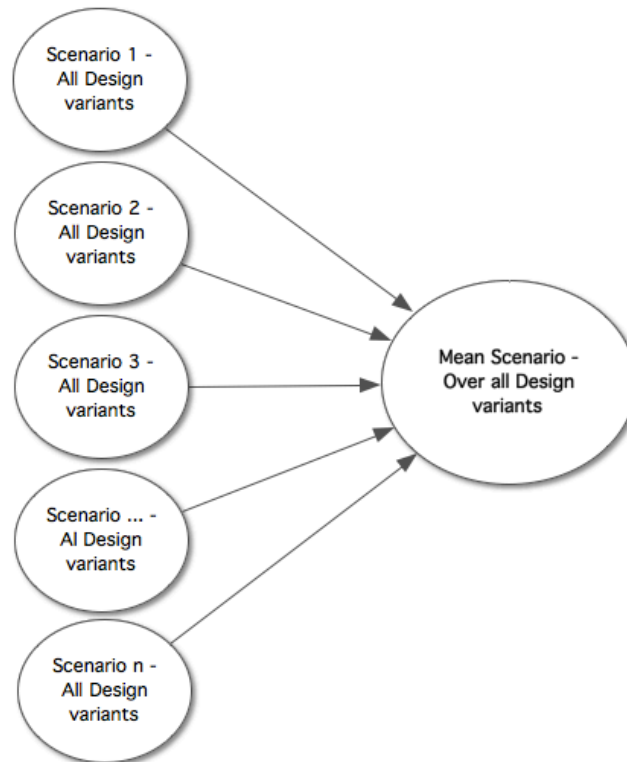 Scenario 1 -
All Design
variants
Scenario 2 -
All Design
variants
Scenario 3 -
All Design
variants
Mean Scenario -
Over all Design
variants
Scenario ... -
Al Design
variants
Scenario n -
All Design
variants